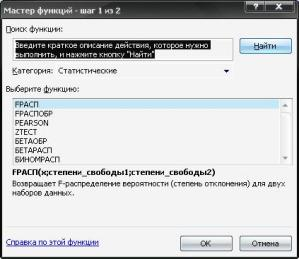 Мастер функций - шаг 1 из 2
Поиск функции:
Введите краткое описание действия, которое нужно
выполнить, и нажмите кнопку "Найти"
Найти
Категория: Статистические
Выберите функцию:
FРАСП
FРАСПОБР
PEARSON
ZТЕСТ
БЕТАОБР
БЕТАРАСП
БИНОМРАСП
FРАСП(x;степени_свободы1;степени_свободы2)
Возвращает F-распределение вероятности (степень отклонения) для двух
наборов данных.
Справка по этой функции
ОК
Отмена